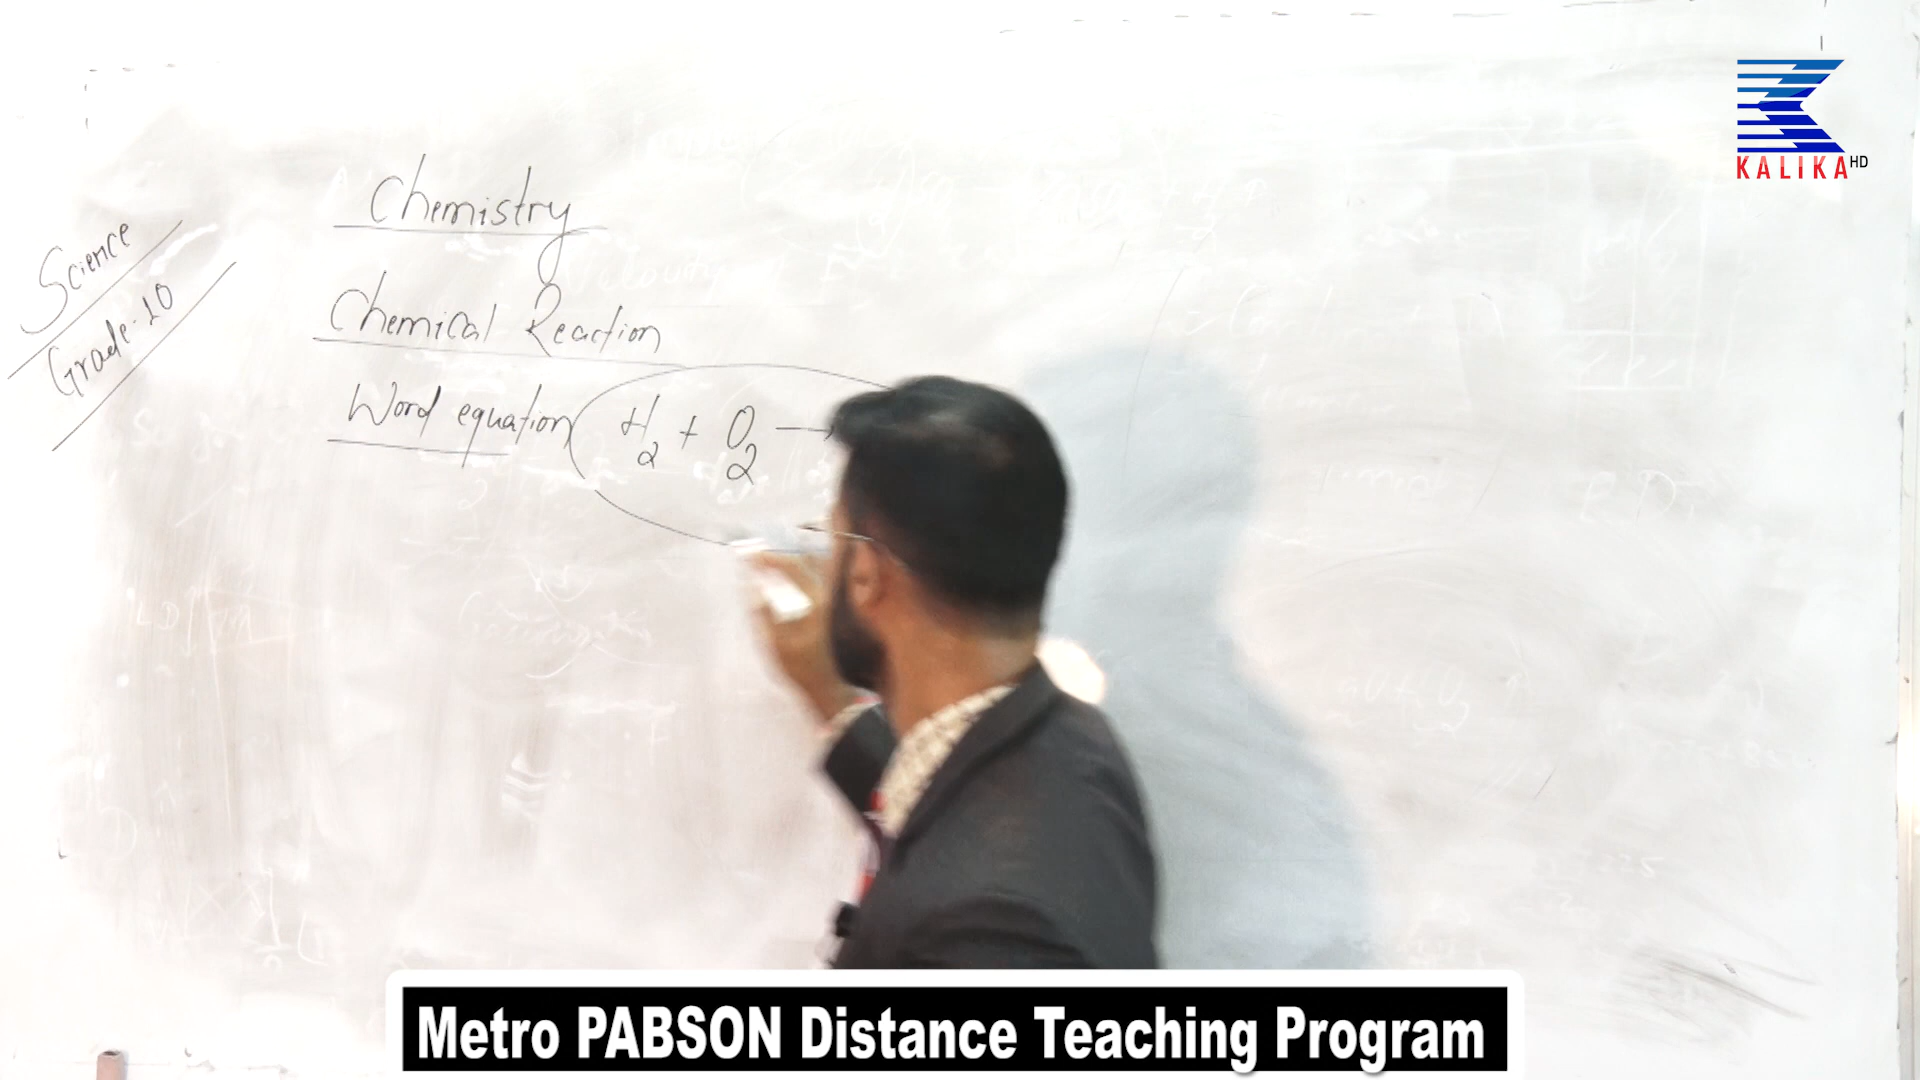 KALIKA HD
Chemistry
Science
Grade-10
Chemical Reaction
Word equation H2 + O2 →
Metro PABSON Distance Teaching Program